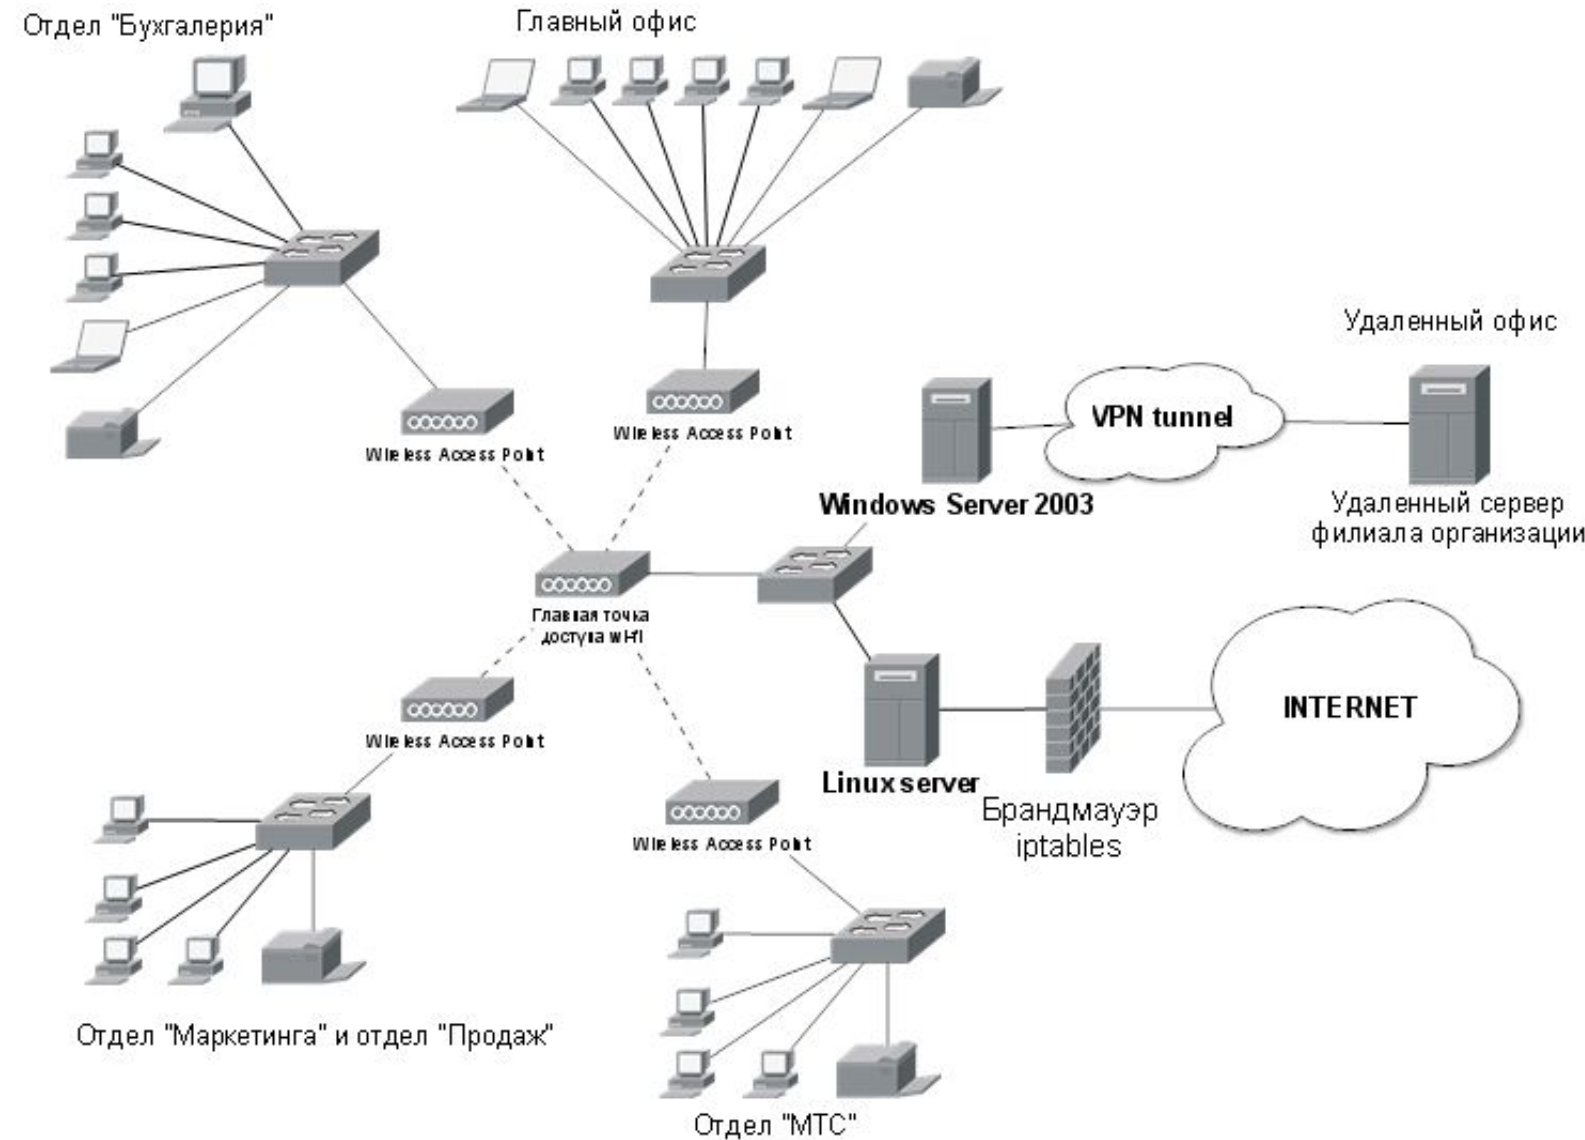 Отдел "Бухгалерия"
Главный офис
Удаленный офис
VPN tunnel
Wireless Access Point
Wireless Access Point
Windows Server 2003
Удаленный сервер
филиала организации
Главная точка
доступа wi-fi
INTERNET
Wireless Access Point
Linux server
Брандмауэр
iptables
Wireless Access Point
Отдел "Маркетинга" и отдел "Продаж"
Отдел "МТС"